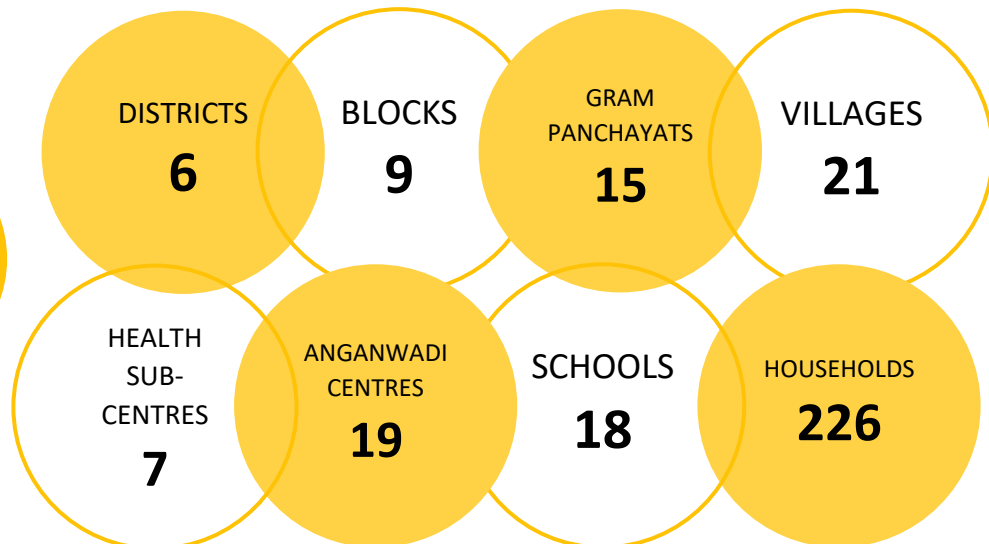 DISTRICTS
6
BLOCKS
9
GRAM
PANCHAYATS
15
VILLAGES
21
HEALTH
SUB-
CENTRES
7
ANGANWADI
CENTRES
19
SCHOOLS
18
HOUSEHOLDS
226